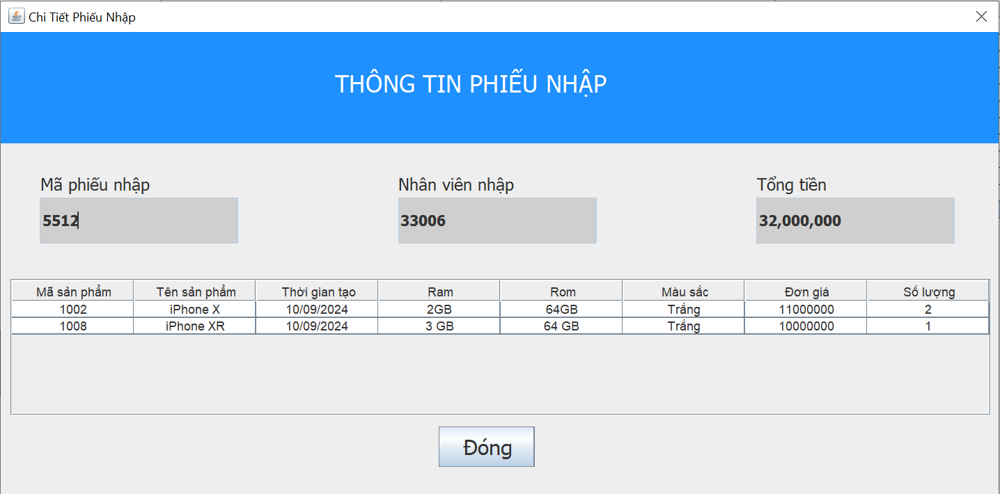 Chi Tiết Phiếu Nhập
THÔNG TIN PHIẾU NHẬP
Mã phiếu nhập Nhân viên nhập Tổng tiền
5512 33006 32,000,000
Mã sản phẩm Tên sản phẩm Thời gian tạo Ram Rom Màu sắc Đơn giá Số lượng
1002 iPhone X 10/09/2024 2GB 64GB Trắng 11000000 2
1008 iPhone XR 10/09/2024 3 GB 64 GB Trắng 10000000 1
Đóng